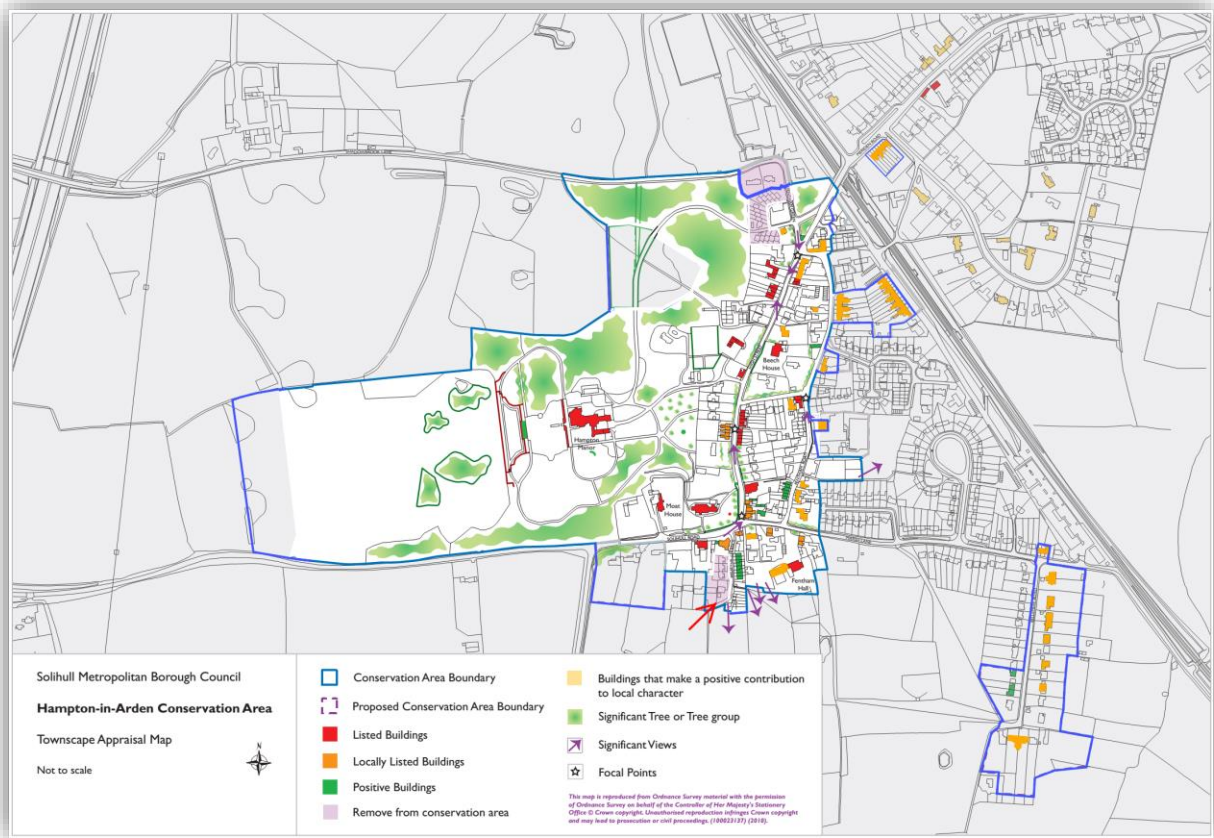 Beech
House
Hampton
Manor
Moat
House
Fentham
Hall
Solihull Metropolitan Borough Council
Hampton-in-Arden Conservation Area
Townscape Appraisal Map
Not to scale
N
Conservation Area Boundary
Proposed Conservation Area Boundary
Listed Buildings
Locally Listed Buildings
Positive Buildings
Remove from conservation area
Buildings that make a positive contribution
to local character
Significant Tree or Tree group
Significant Views
Focal Points
This map is reproduced from Ordnance Survey material with the permission
of Ordnance Survey on behalf of the Controller of Her Majesty's Stationery
Office © Crown copyright. Unauthorised reproduction infringes Crown copyright
and may lead to prosecution or civil proceedings. (100023137) (2010).